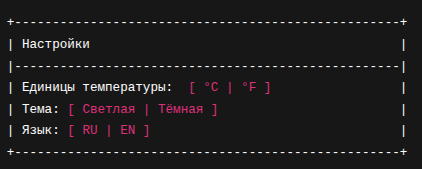 +---------------------------------------------------+
| Настройки                                         |
|---------------------------------------------------|
| Единицы температуры:  [ °C | °F ]                 |
| Тема: [ Светлая | Тёмная ]                        |
| Язык: [ RU | EN ]                                 |
+---------------------------------------------------+